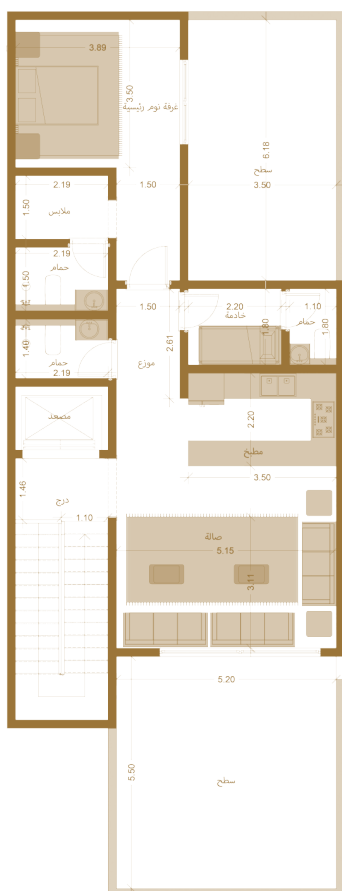 3.89
3.50
غرفة نوم رئيسية
6.18
سطح
3.50
1.50
2.19
1.50
ملابس
2.19
حمام
1.50
1.50
2.20
خادمة
1.80
1.10
حمام
1.80
موزع
2.61
حمام
1.40
2.19
مصعد
2.20
مطبخ
3.50
1.46
درج
1.10
صالة
5.15
3.11
5.20
5.50
سطح